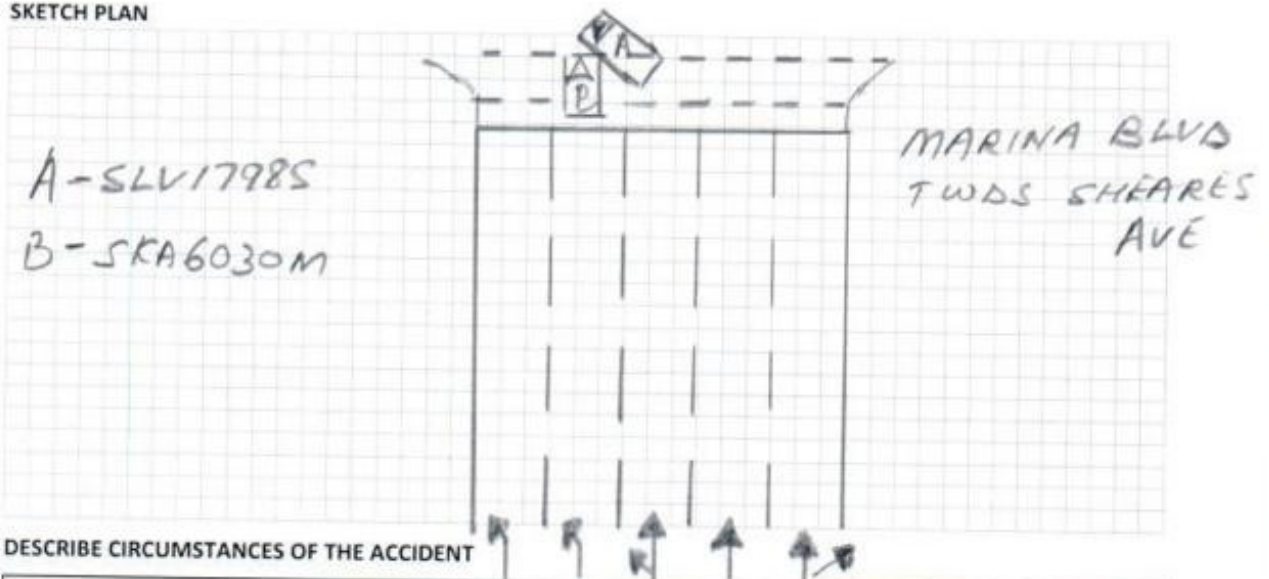 SKETCH PLAN
A
B
A - SLV1798S
B - SKA6030M
MARINA BLVD
TWDS SHEARES
AVE
DESCRIBE CIRCUMSTANCES OF THE ACCIDENT